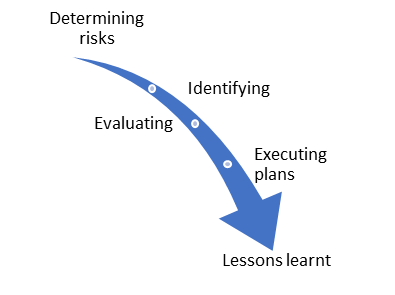 Determining
risks
Identifying
Evaluating
Executing
plans
Lessons learnt